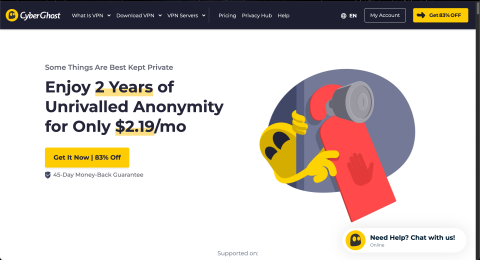 CyberGhost
What Is VPN
Download VPN
VPN Servers
Pricing
Privacy Hub
Help
EN
My Account
Get 83% OFF
Some Things Are Best Kept Private
Enjoy 2 Years of
Unrivalled Anonymity
for Only $2.19/mo
Get It Now | 83% Off
45-Day Money-Back Guarantee
Need Help? Chat with us!
Online
Supported on: